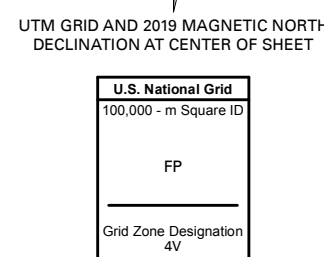 UTM GRID AND 2019 MAGNETIC NORTH
DECLINATION AT CENTER OF SHEET
U.S. National Grid
100,000 - m Square ID
FP
Grid Zone Designation
4V